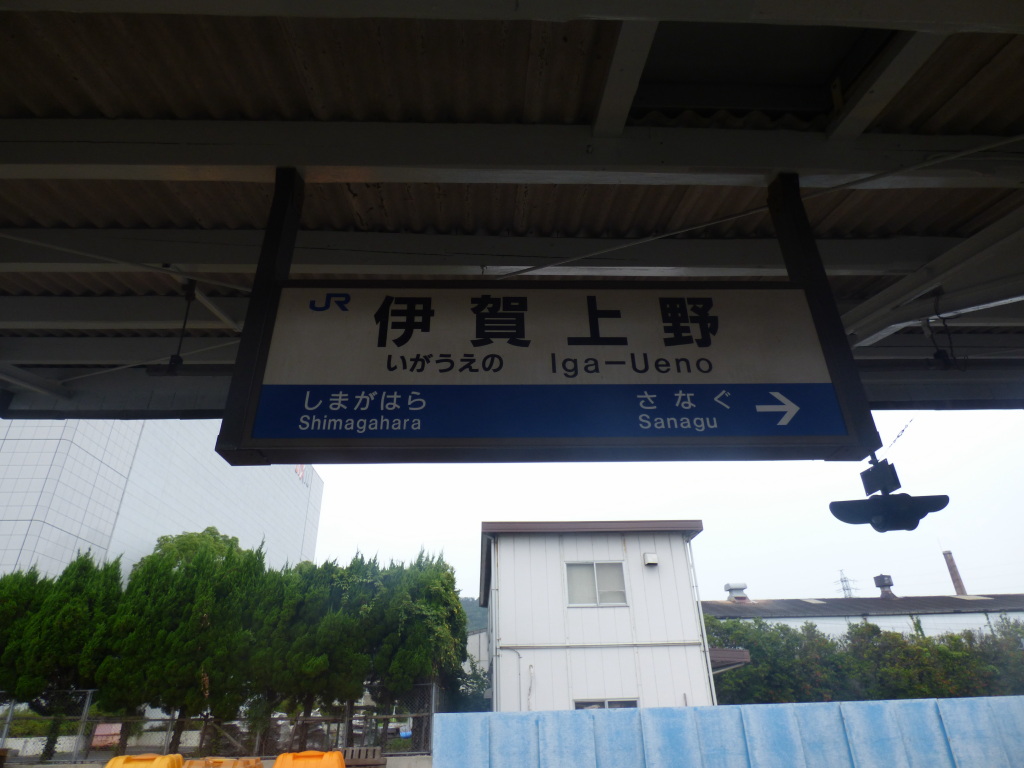 JR 伊賀上野
いがうえの Iga-Ueno
しまがはら さなぐ →
Shimagahara Sanagu